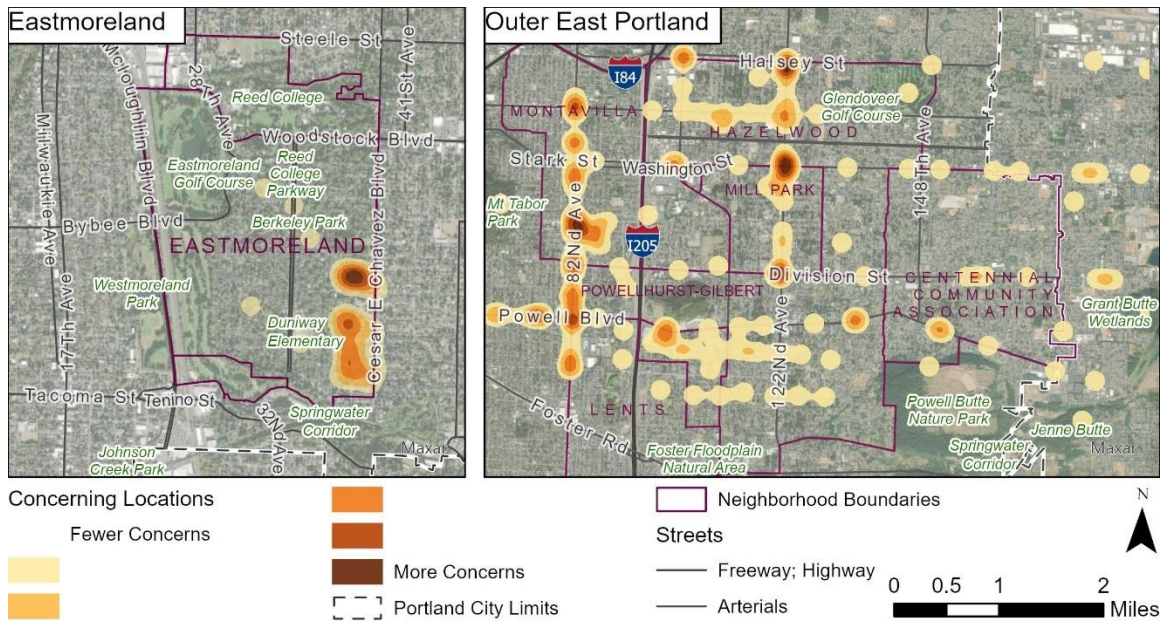 Eastmoreland
Steele St
Mcloughlin Blvd
28Th Ave
41St Ave
Reed College
Woodstock Blvd
Milwaukie Ave
Eastmoreland
Golf Course
Reed
College
Parkway
Bybee Blvd
Berkeley Park
EASTMORELAND
Cesar E Chavez Blvd
Westmoreland
Park
17Th Ave
Duniway
Elementary
Tacoma St
Tenino St
32Nd Ave
Springwater
Corridor
Johnson
Creek Park
Maxar
Outer East Portland
I84
Halsey St
MONTAVILLA
Glendoveer
Golf Course
HAZELWOOD
148Th Ave
Stark St
Washington St
MILL PARK
Mt Tabor
Park
82Nd Ave
I205
Division St
POWELLHURST-GILBERT
CENTENNIAL
COMMUNITY
ASSOCIATION
Grant Butte
Wetlands
Powell Blvd
122Nd Ave
LENTS
Foster Rd
Powell Butte
Nature Park
Jenne Butte
Foster Floodplain
Natural Area
Springwater
Corridor
Maxar
Concerning Locations
Fewer Concerns
More Concerns
Portland City Limits
Neighborhood Boundaries
Streets
Freeway; Highway
Arterials
N
0 0.5 1 2
Miles